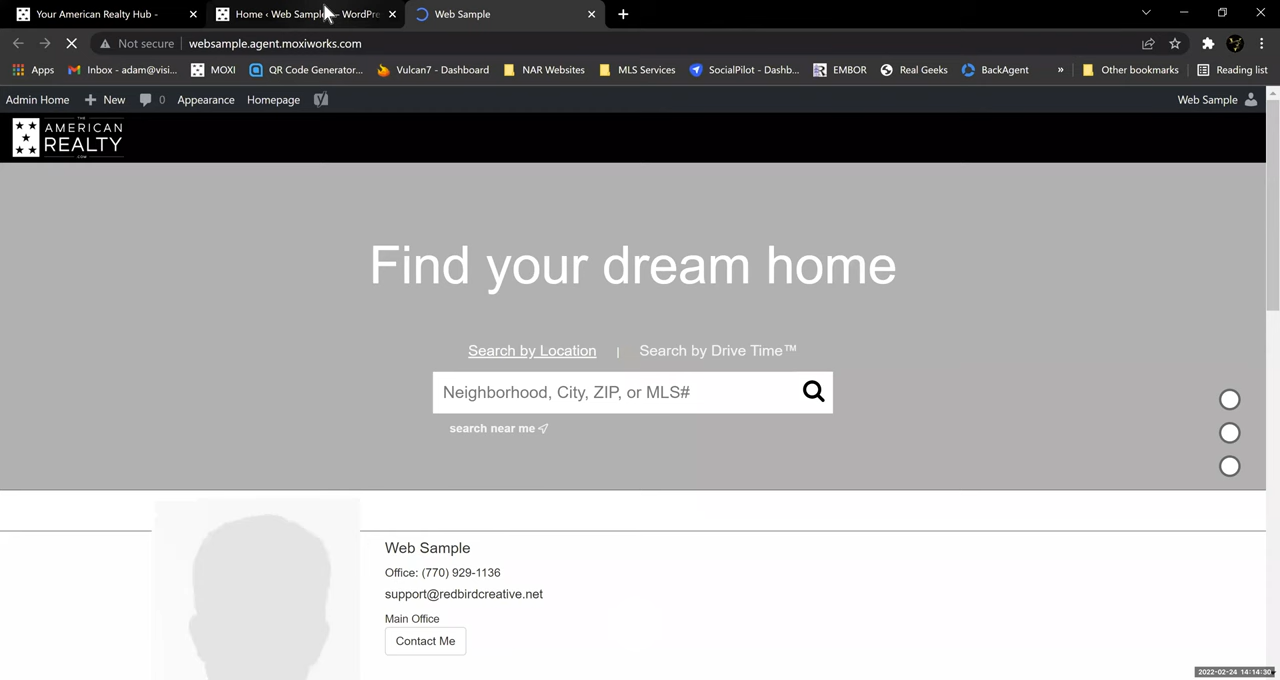 Your American Realty Hub -
Home ‹ Web Sampl
WordPre
Web Sample
Not secure
websample.agent.moxiworks.com
Apps
Inbox - adam@visi...
MOXI
QR Code Generator...
Vulcan7 - Dashboard
NAR Websites
MLS Services
SocialPilot - Dashb...
EMBOR
Real Geeks
BackAgent
»
Other bookmarks
Reading list
Admin Home
New
0
Appearance
Homepage
Web Sample
THE
AMERICAN
REALTY
.COM
Find your dream home
Search by Location | Search by Drive Time™
Neighborhood, City, ZIP, or MLS#
search near me
Web Sample
Office: (770) 929-1136
support@redbirdcreative.net
Main Office
Contact Me
2022-02-24 14:14:30